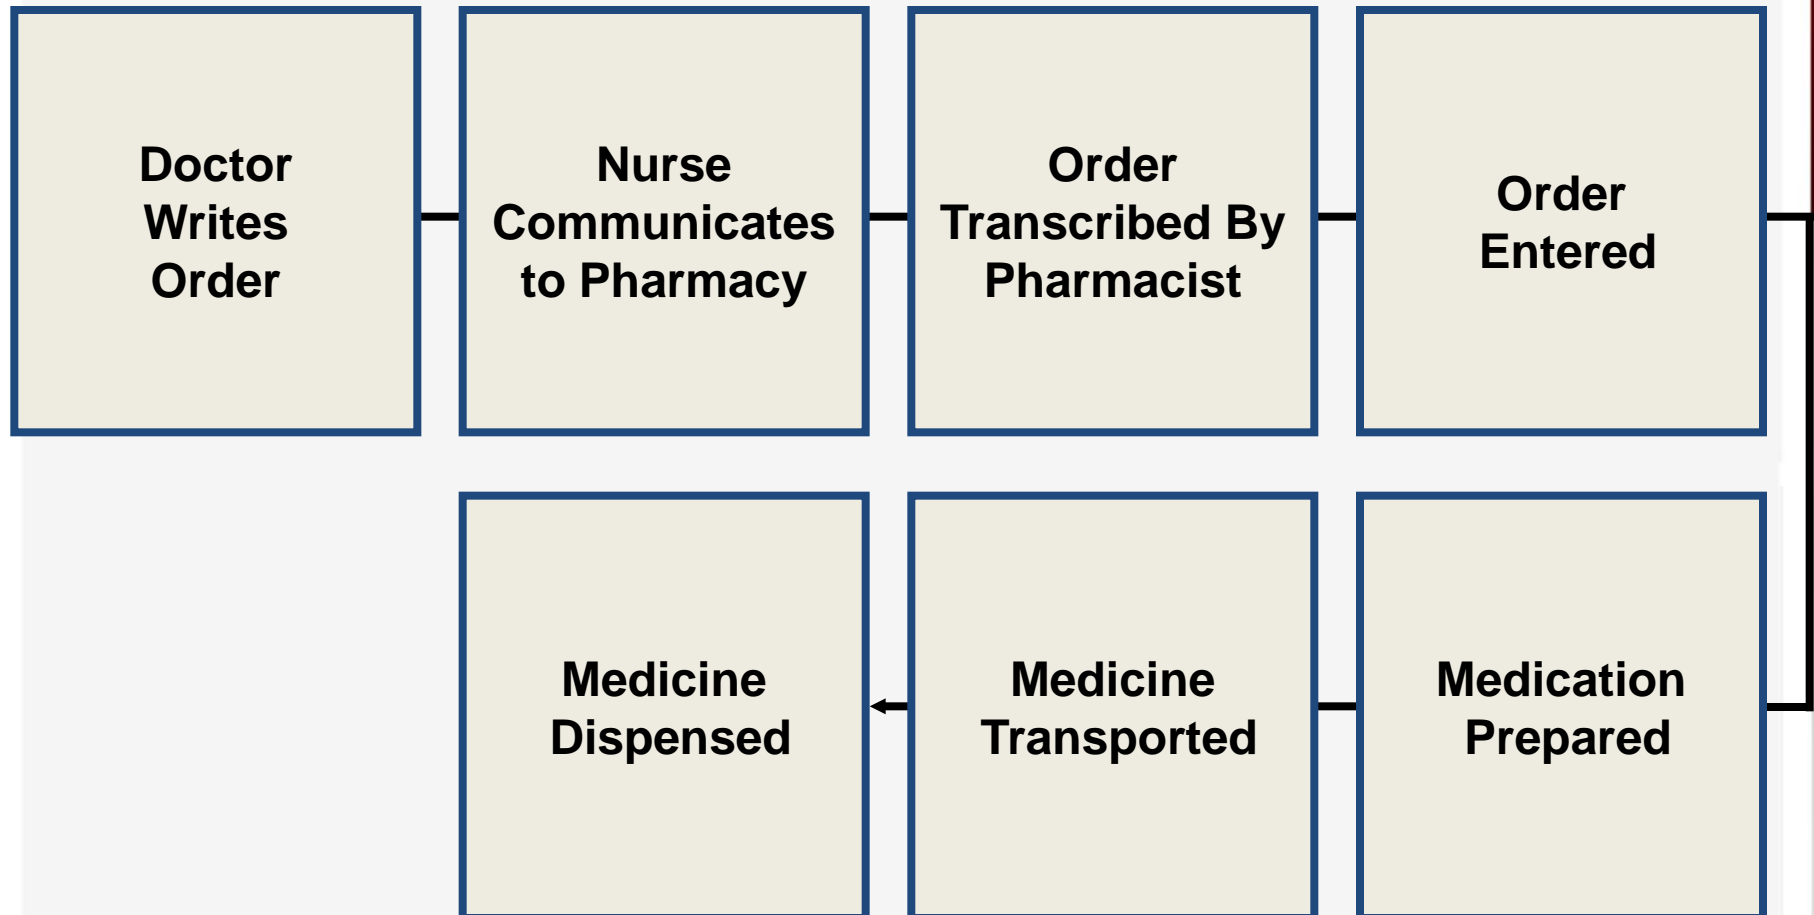 Doctor
Writes
Order
Nurse
Communicates
to Pharmacy
Order
Transcribed By
Pharmacist
Order
Entered
Medicine
Dispensed
Medicine
Transported
Medication
Prepared